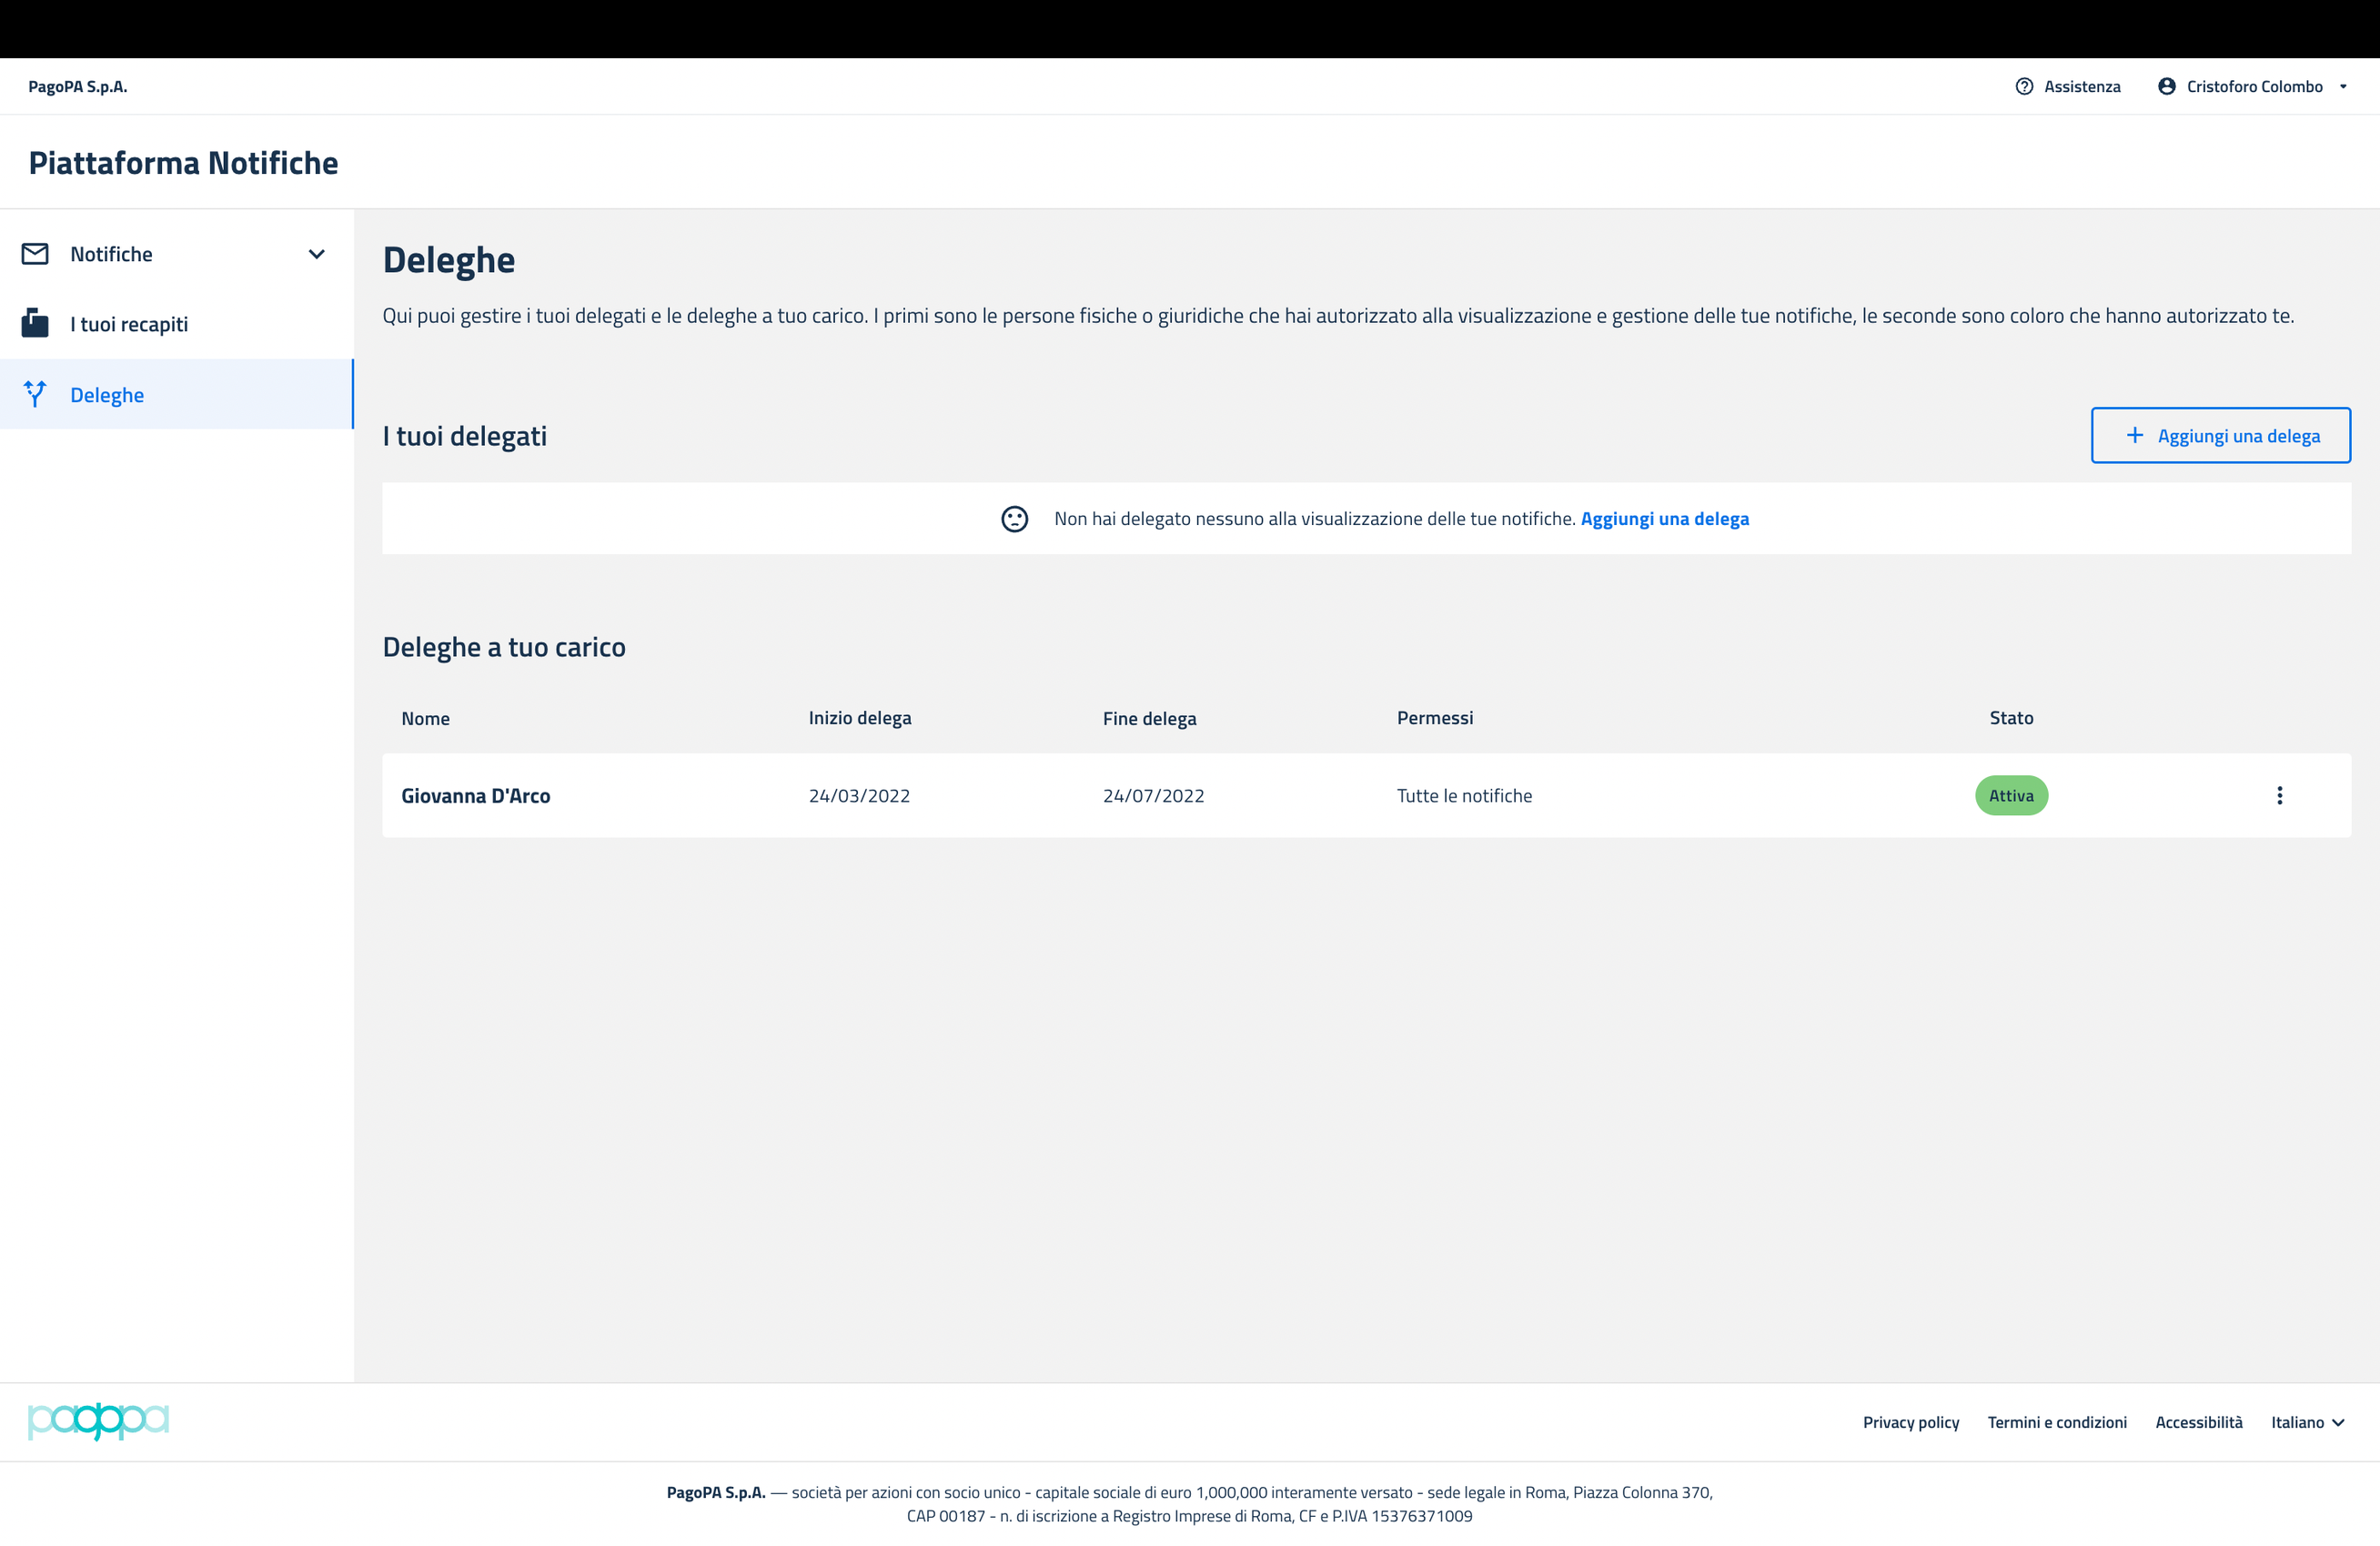 PagoPA S.p.A.
Assistenza
Cristoforo Colombo
Piattaforma Notifiche
Notifiche
I tuoi recapiti
Deleghe
Deleghe
Qui puoi gestire i tuoi delegati e le deleghe a tuo carico. I primi sono le persone fisiche o giuridiche che hai autorizzato alla visualizzazione e gestione delle tue notifiche, le seconde sono coloro che hanno autorizzato te.
I tuoi delegati
Aggiungi una delega
Non hai delegato nessuno alla visualizzazione delle tue notifiche. Aggiungi una delega
Deleghe a tuo carico
Nome Inizio delega Fine delega Permessi Stato
Giovanna D'Arco 24/03/2022 24/07/2022 Tutte le notifiche Attiva
pagopa
Privacy policy Termini e condizioni Accessibilità Italiano
PagoPA S.p.A. — società per azioni con socio unico - capitale sociale di euro 1,000,000 interamente versato - sede legale in Roma, Piazza Colonna 370,
CAP 00187 - n. di iscrizione a Registro Imprese di Roma, CF e P.IVA 15376371009